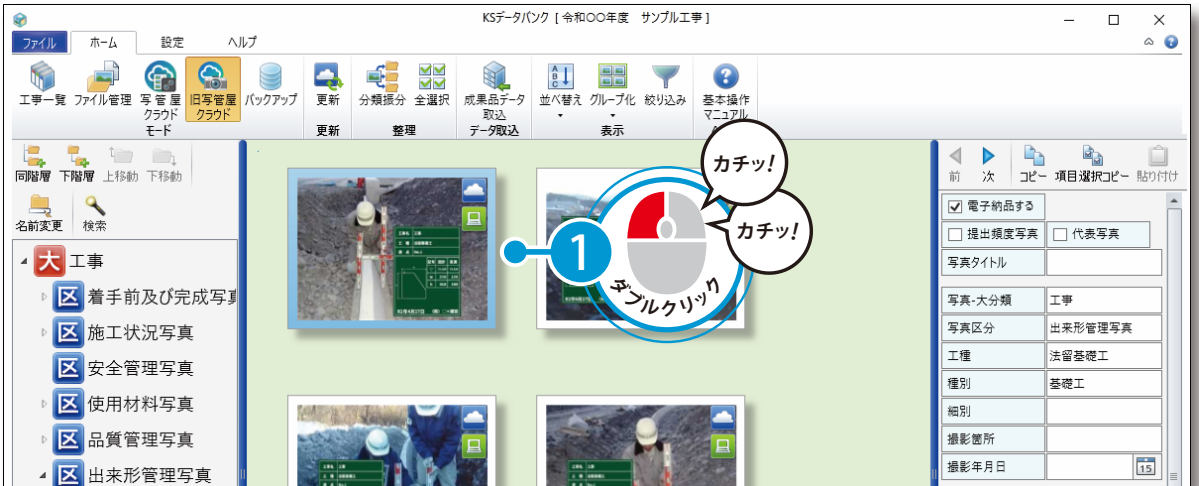 KSデータバンク [ 令和〇〇年度 サンプル工事 ]
ファイル ホーム 設定 ヘルプ
工事一覧 ファイル管理 写管屋クラウド 旧写管屋クラウド バックアップ 更新 分類振分 全選択 成果品データ取込 並べ替え グループ化 絞り込み 基本操作マニュアル
モード 更新 整理 データ取込 表示
同階層 下階層 上移動 下移動
名前変更 検索
大 工事
区 着手前及び完成写真
区 施工状況写真
区 安全管理写真
区 使用材料写真
区 品質管理写真
区 出来形管理写真
1
カチッ!
カチッ!
ダブルクリック
前 次 コピー 項目選択コピー 貼り付け
電子納品する
提出頻度写真 代表写真
写真タイトル
写真-大分類 工事
写真区分 出来形管理写真
工種 法留基礎工
種別 基礎工
細別
撮影箇所
撮影年月日 15